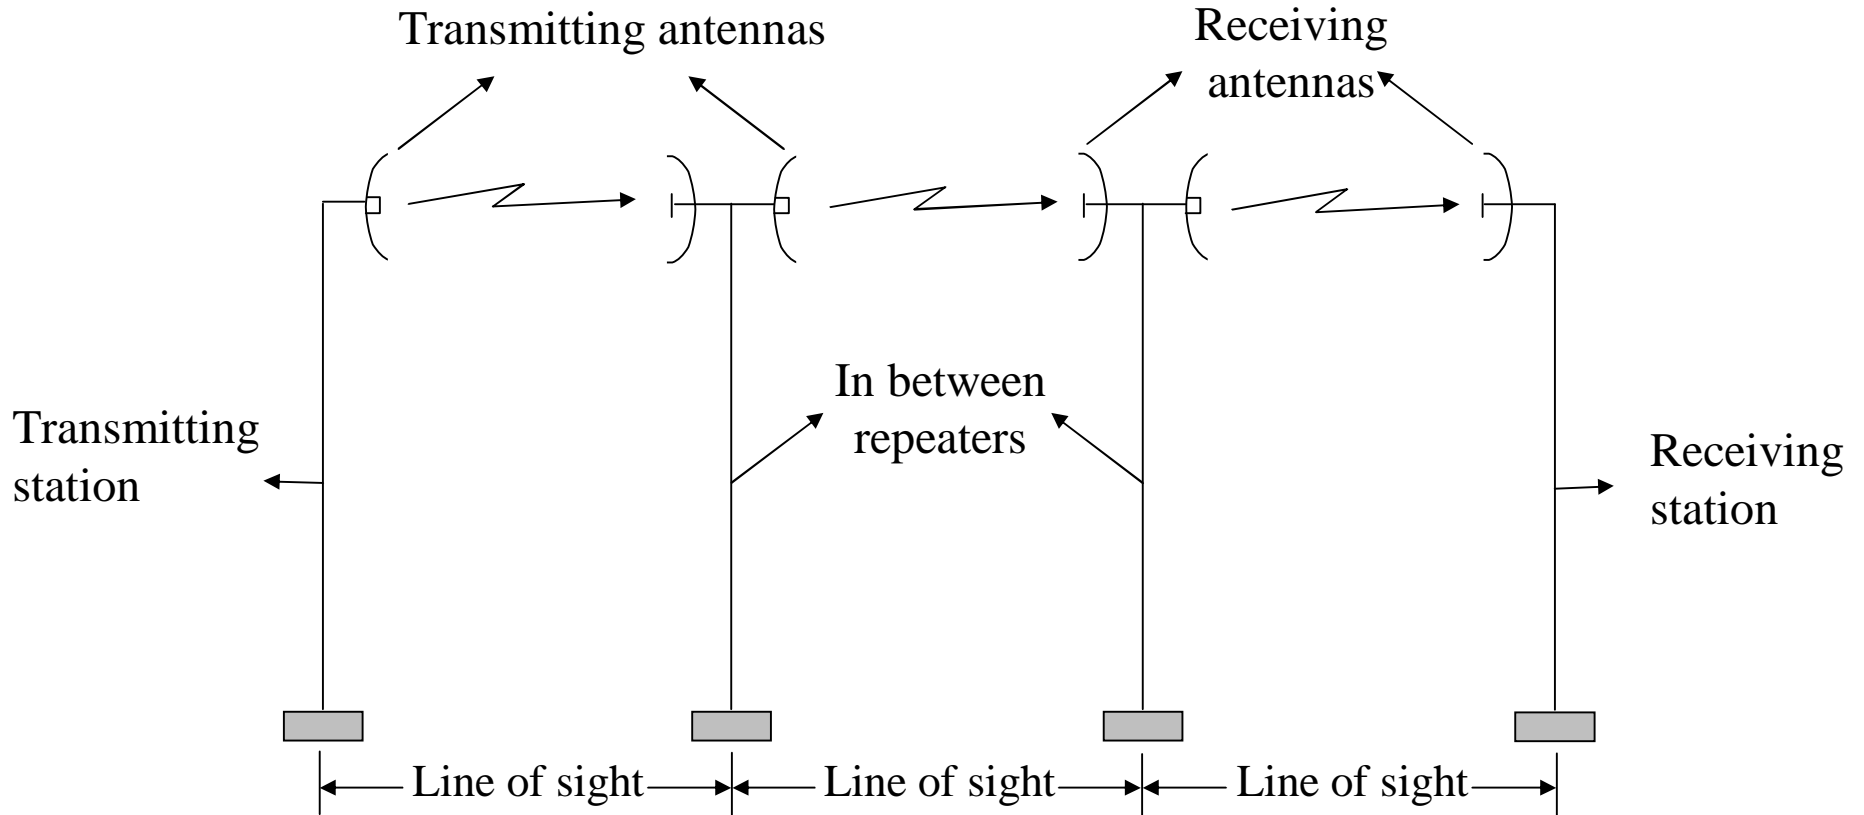 Transmitting antennas
Receiving
antennas
In between
repeaters
Transmitting
station
Receiving
station
Line of sight
Line of sight
Line of sight